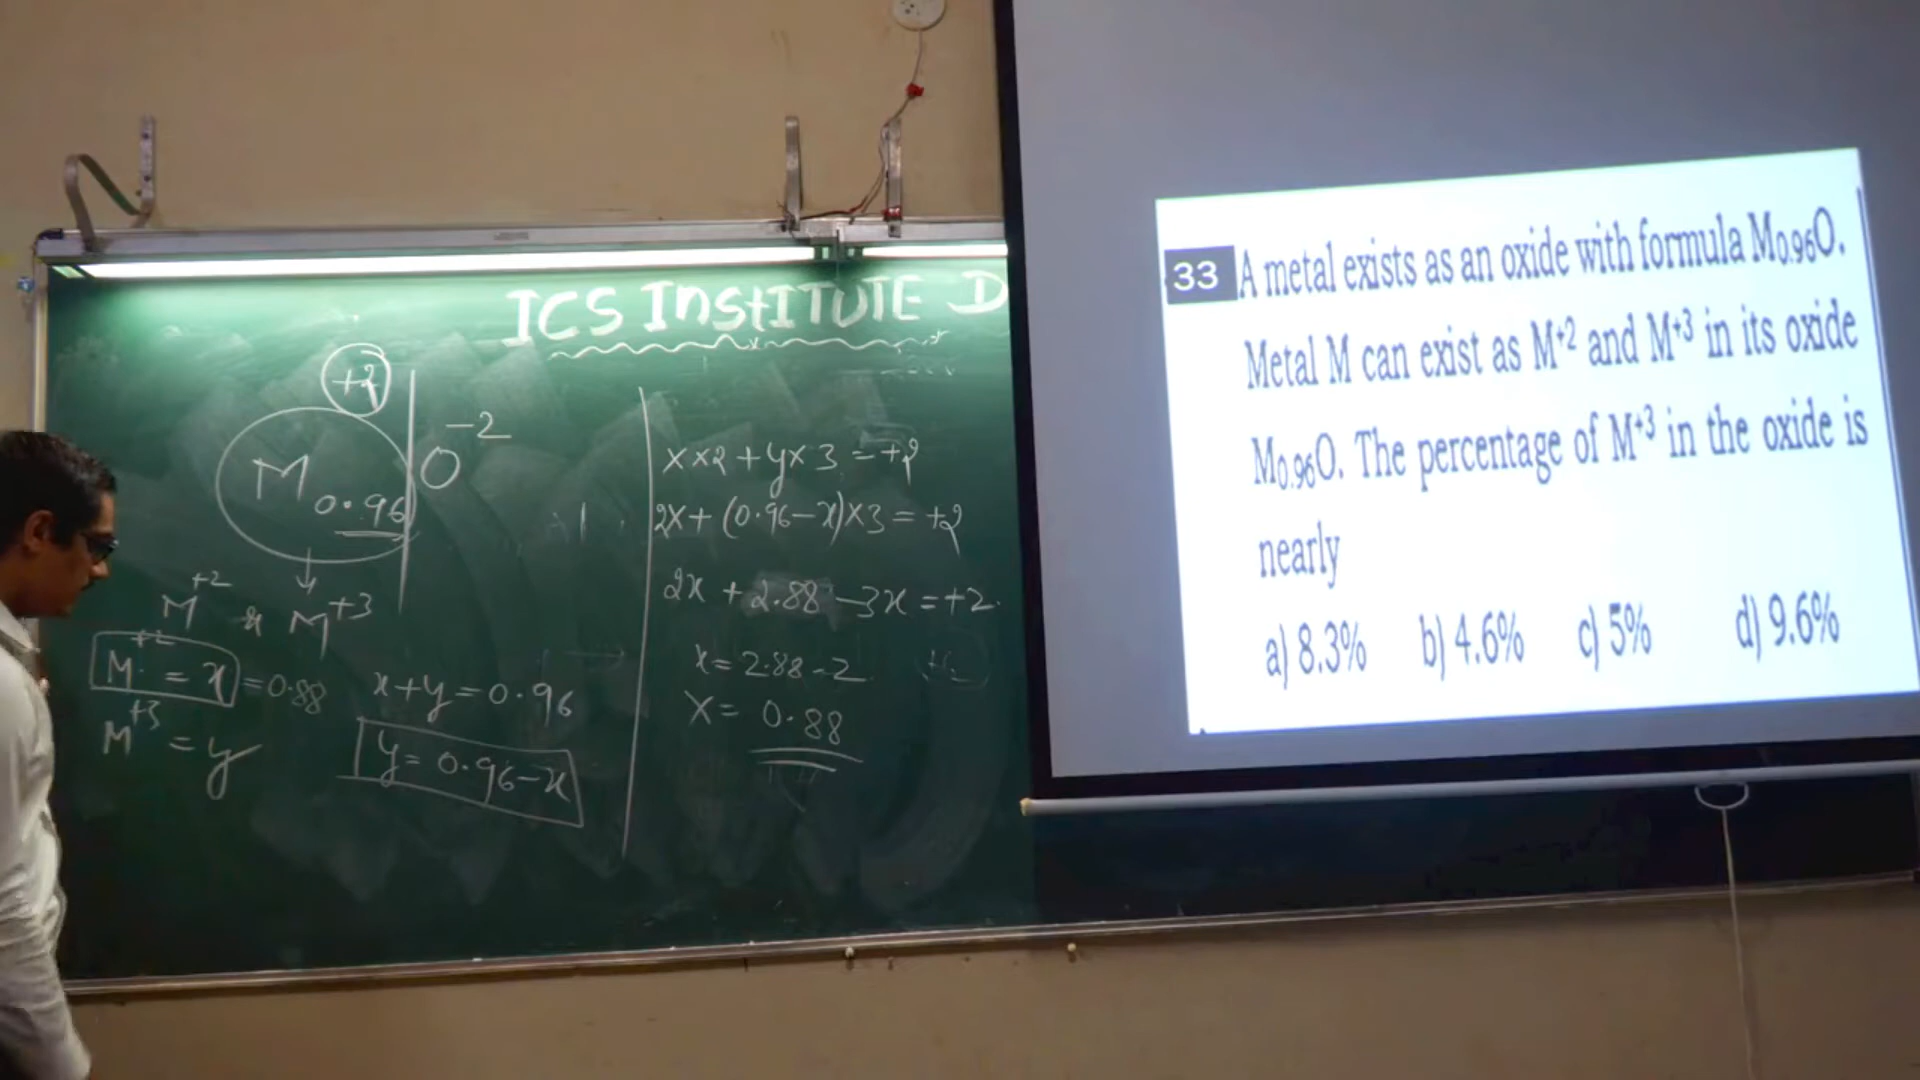 ICS InstITUTE D
+2
M0.96 O-2
M+2 M+3
M+2 = x = 0.88
M+3 = y
x+y = 0.96
y = 0.96-x
x×2 + y×3 = +2
2x + (0.96-x)×3 = +2
2x + 2.88 - 3x = +2
x = 2.88-2
x = 0.88
33 A metal exists as an oxide with formula M0.96O.
Metal M can exist as M+2 and M+3 in its oxide
M0.96O. The percentage of M+3 in the oxide is
nearly
a) 8.3% b) 4.6% c) 5% d) 9.6%